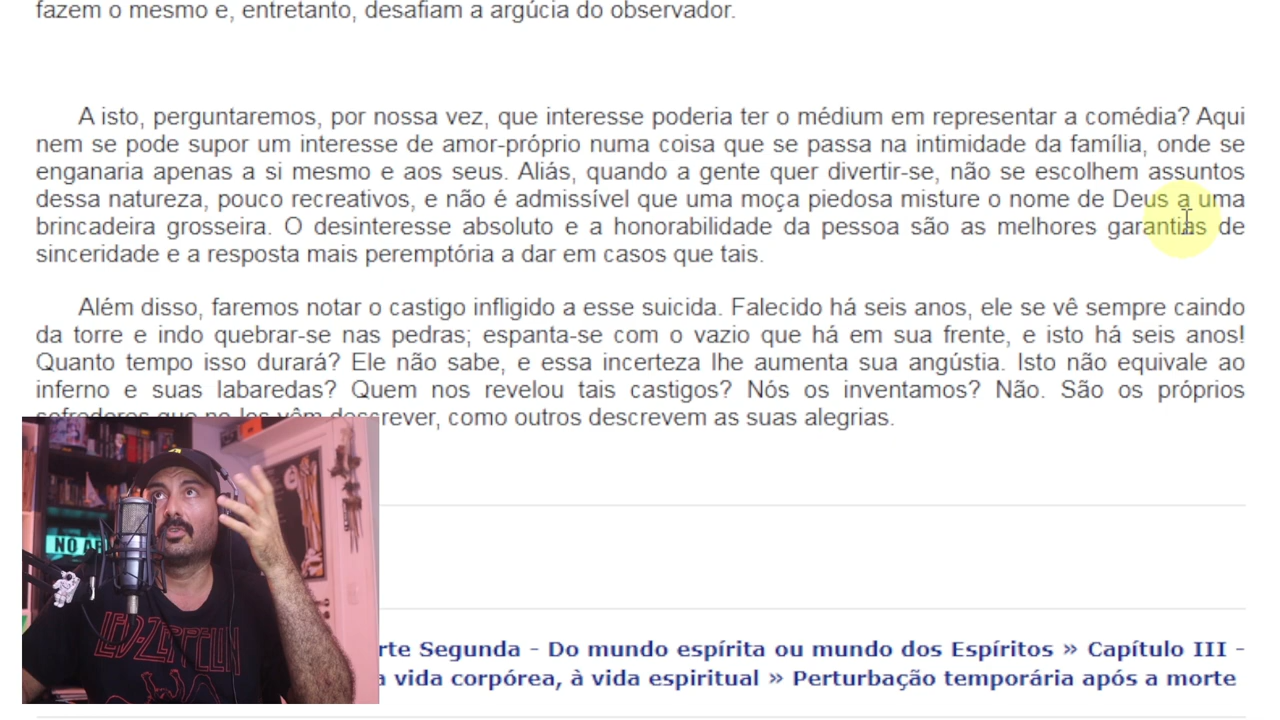 fazem o mesmo e, entretanto, desafiam a argúcia do observador.
A isto, perguntaremos, por nossa vez, que interesse poderia ter o médium em representar a comédia? Aqui
nem se pode supor um interesse de amor-próprio numa coisa que se passa na intimidade da família, onde se
enganaria apenas a si mesmo e aos seus. Aliás, quando a gente quer divertir-se, não se escolhem assuntos
dessa natureza, pouco recreativos, e não é admissível que uma moça piedosa misture o nome de Deus a uma
brincadeira grosseira. O desinteresse absoluto e a honorabilidade da pessoa são as melhores garantias de
sinceridade e a resposta mais peremptória a dar em casos que tais.
Além disso, faremos notar o castigo infligido a esse suicida. Falecido há seis anos, ele se vê sempre caindo
da torre e indo quebrar-se nas pedras; espanta-se com o vazio que há em sua frente, e isto há seis anos!
Quanto tempo isso durará? Ele não sabe, e essa incerteza lhe aumenta sua angústia. Isto não equivale ao
inferno e suas labaredas? Quem nos revelou tais castigos? Nós os inventamos? Não. São os próprios
sofredores que no-los vêm descrever, como outros descrevem as suas alegrias.
NO A
LED-ZEPPELIN
rte Segunda - Do mundo espírita ou mundo dos Espíritos » Capítulo III -
a vida corpórea, à vida espiritual » Perturbação temporária após a morte